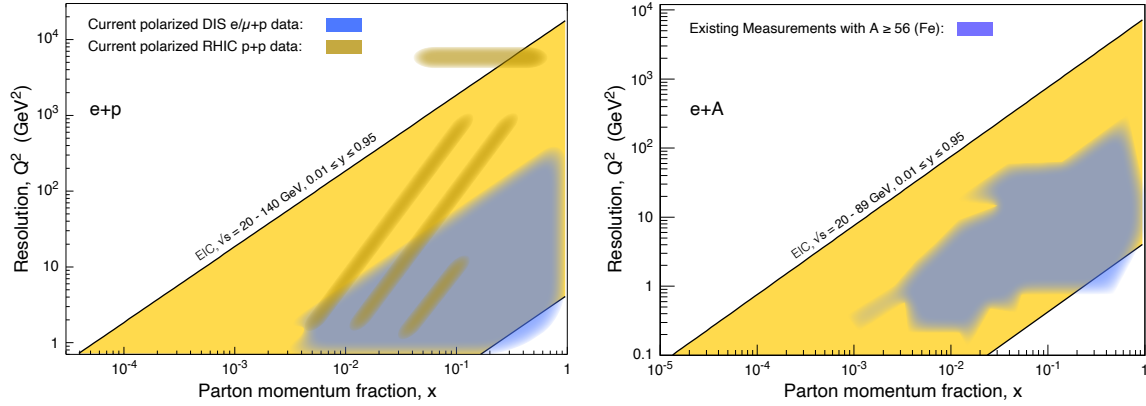 Current polarized DIS e/μ+p data:
Current polarized RHIC p+p data:
e+p
EIC, √s = 20 - 140 GeV, 0.01 ≤ y ≤ 0.95
Resolution, Q² (GeV²)
10⁴
10³
10²
10
1
10⁻⁴
10⁻³
10⁻²
10⁻¹
1
Parton momentum fraction, x
Existing Measurements with A ≥ 56 (Fe):
e+A
EIC, √s = 20 - 89 GeV, 0.01 ≤ y ≤ 0.95
Resolution, Q² (GeV²)
10⁴
10³
10²
10
1
0.1
10⁻⁵
10⁻⁴
10⁻³
10⁻²
10⁻¹
1
Parton momentum fraction, x